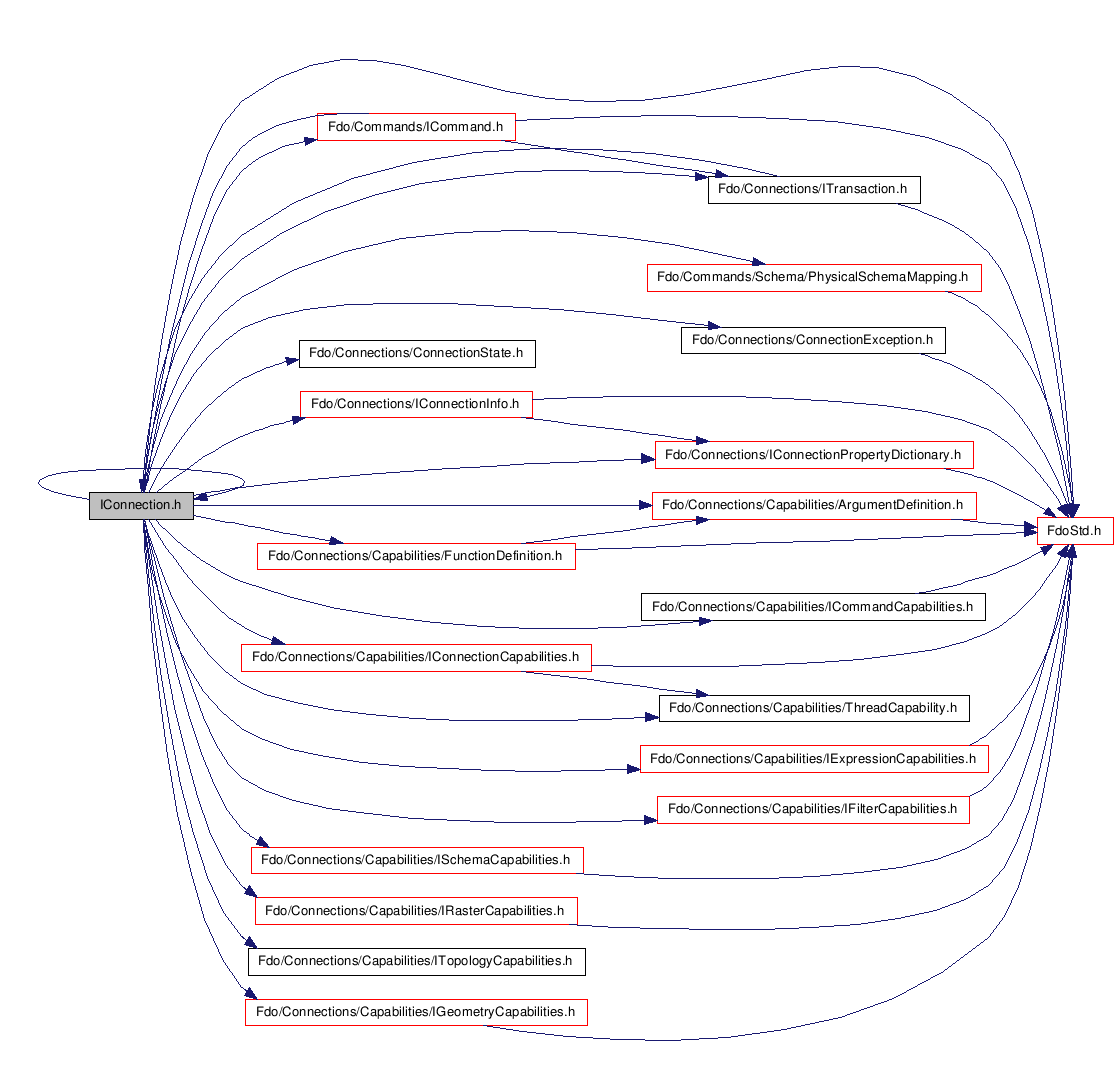 Fdo/Commands/ICommand.h
Fdo/Connections/ITransaction.h
Fdo/Commands/Schema/PhysicalSchemaMapping.h
Fdo/Connections/ConnectionException.h
Fdo/Connections/ConnectionState.h
Fdo/Connections/IConnectionInfo.h
Fdo/Connections/IConnectionPropertyDictionary.h
IConnection.h
Fdo/Connections/Capabilities/ArgumentDefinition.h
FdoStd.h
Fdo/Connections/Capabilities/FunctionDefinition.h
Fdo/Connections/Capabilities/ICommandCapabilities.h
Fdo/Connections/Capabilities/IConnectionCapabilities.h
Fdo/Connections/Capabilities/ThreadCapability.h
Fdo/Connections/Capabilities/IExpressionCapabilities.h
Fdo/Connections/Capabilities/IFilterCapabilities.h
Fdo/Connections/Capabilities/ISchemaCapabilities.h
Fdo/Connections/Capabilities/IRasterCapabilities.h
Fdo/Connections/Capabilities/ITopologyCapabilities.h
Fdo/Connections/Capabilities/IGeometryCapabilities.h